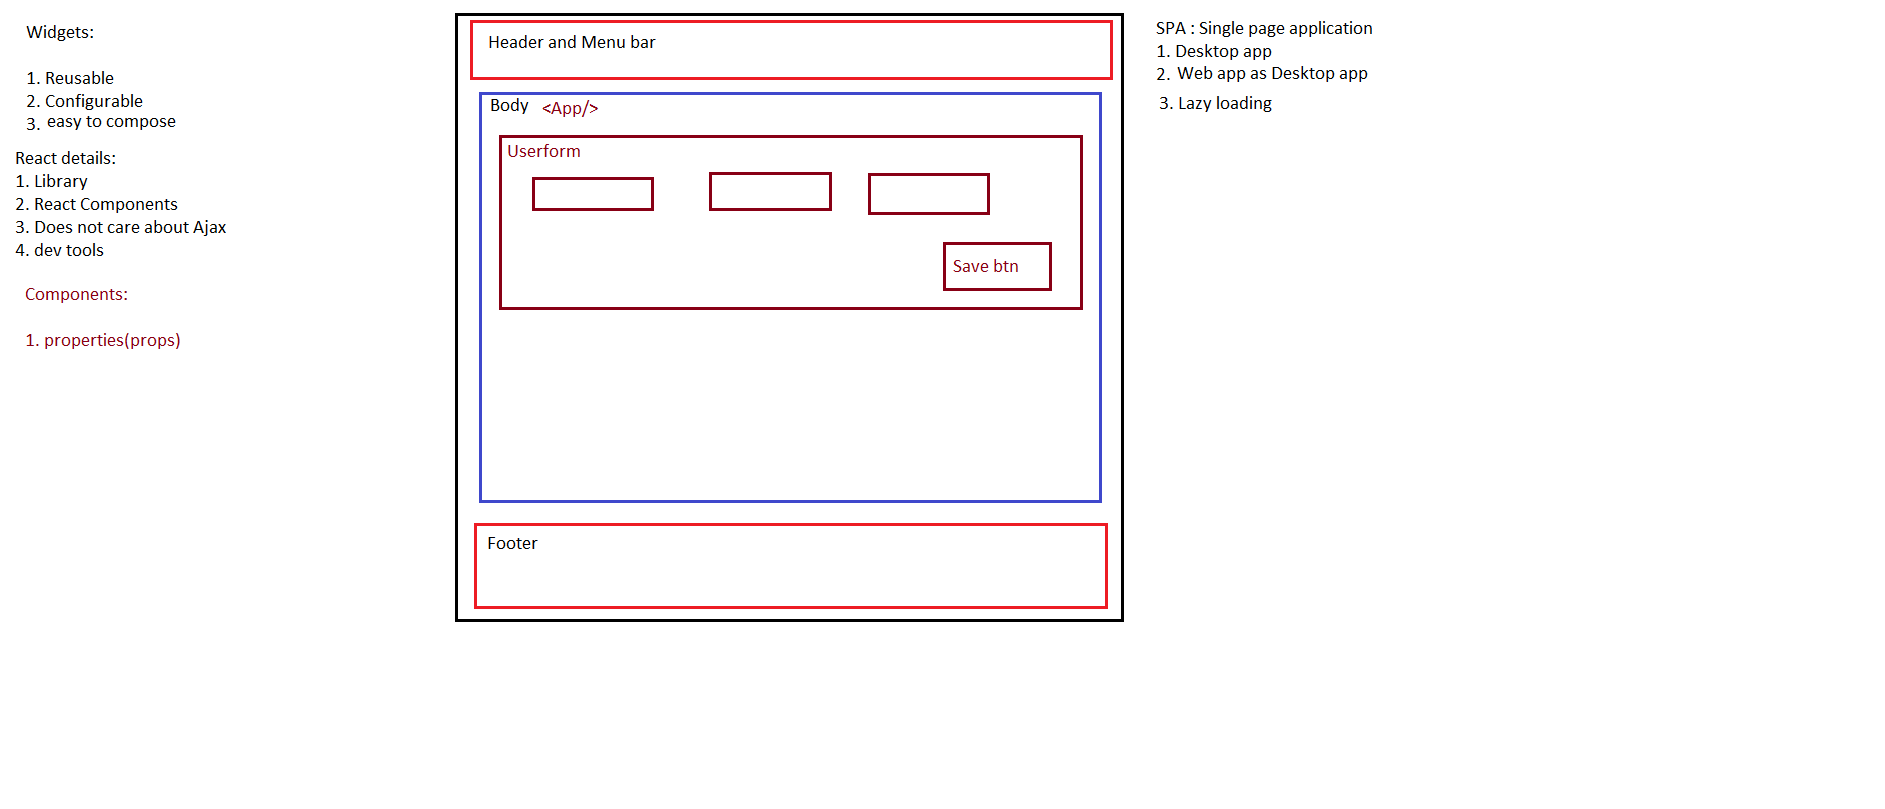 Widgets:
1. Reusable
2. Configurable
3. easy to compose
React details:
1. Library
2. React Components
3. Does not care about Ajax
4. dev tools
Components:
1. properties(props)
Header and Menu bar
Body <App/>
Userform
Save btn
Footer
SPA : Single page application
1. Desktop app
2. Web app as Desktop app
3. Lazy loading